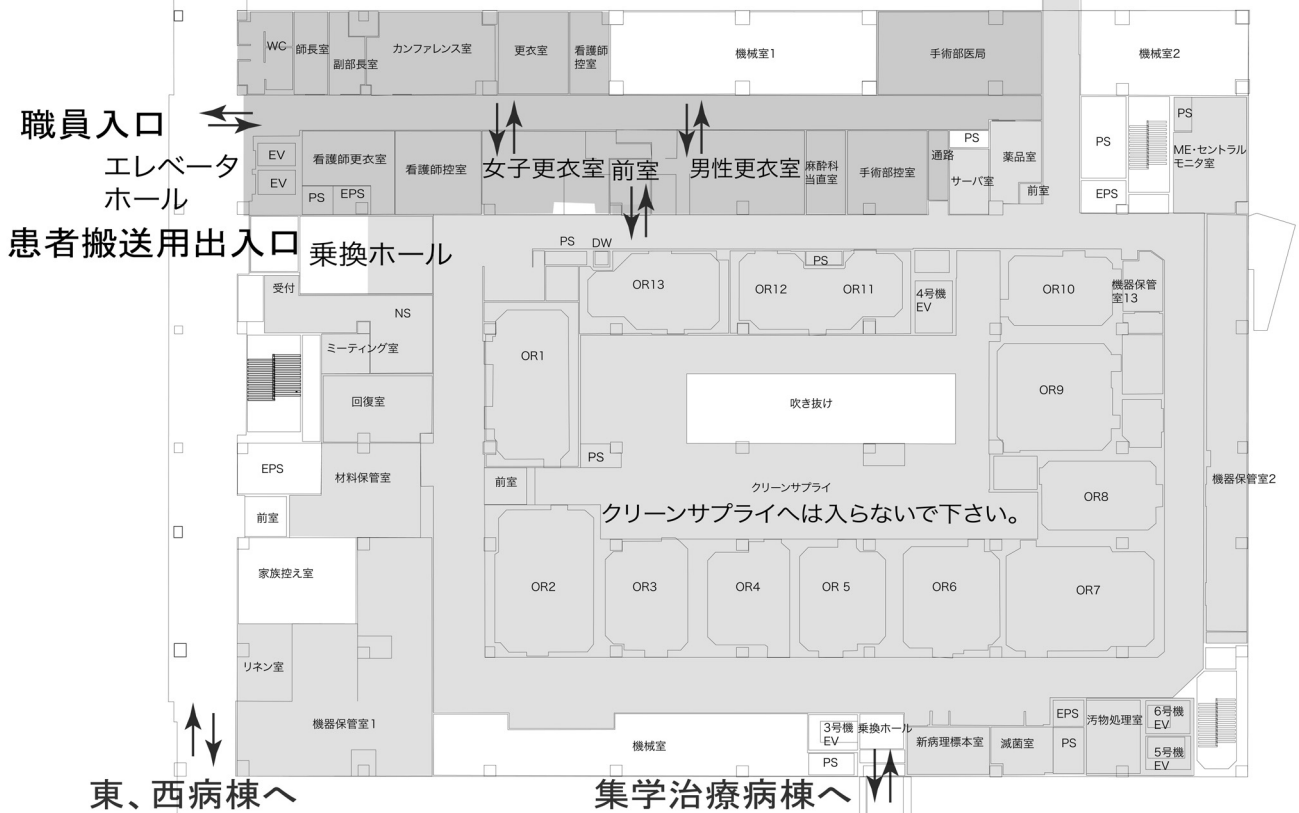 WC
師長室
副部長室
カンファレンス室
更衣室
看護師
控室
機械室1
手術部医局
機械室2
職員入口
エレベータ
ホール
EV
EV
看護師更衣室
PS
EPS
看護師控室
女子更衣室
前室
男性更衣室
麻酔科
当直室
手術部控室
通路
PS
サーバ室
薬品室
前室
PS
EPS
PS
ME・セントラル
モニタ室
患者搬送用出入口
乗換ホール
受付
NS
ミーティング室
回復室
PS
DW
OR13
OR12
PS
OR11
4号機
EV
OR10
機器保管
室13
OR1
OR9
吹き抜け
EPS
材料保管室
前室
PS
前室
クリーンサプライ
クリーンサプライへは入らないで下さい。
OR8
機器保管室2
家族控え室
OR2
OR3
OR4
OR 5
OR6
OR7
リネン室
機器保管室1
機械室
3号機
EV
乗換ホール
PS
新病理標本室
滅菌室
EPS
PS
汚物処理室
6号機
EV
5号機
EV
東、西病棟へ
集学治療病棟へ